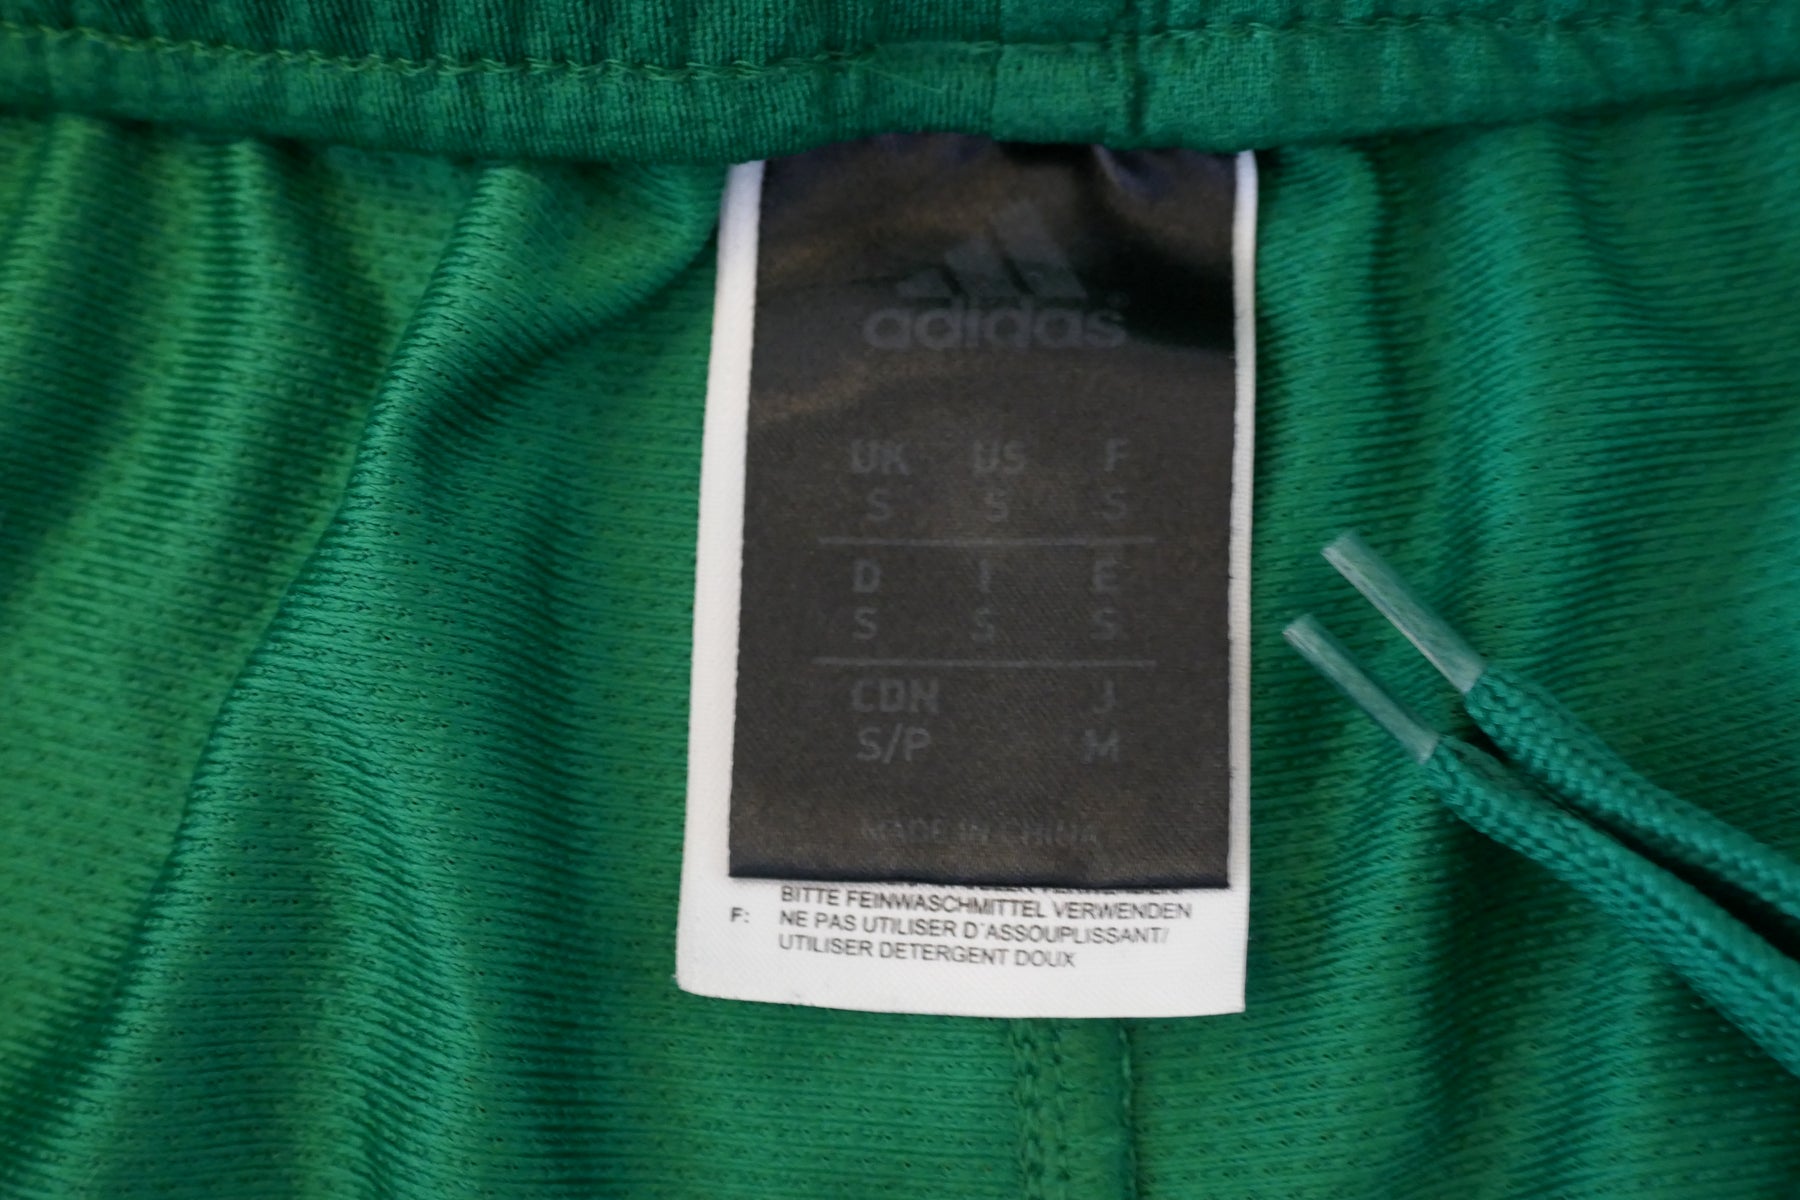 adidas
UK US F
S S S
D I E
S S S
CDN J
S/P M
MADE IN CHINA
BITTE FEINWASCHMITTEL VERWENDEN
F: NE PAS UTILISER D'ASSOUPLISSANT/
UTILISER DETERGENT DOUX